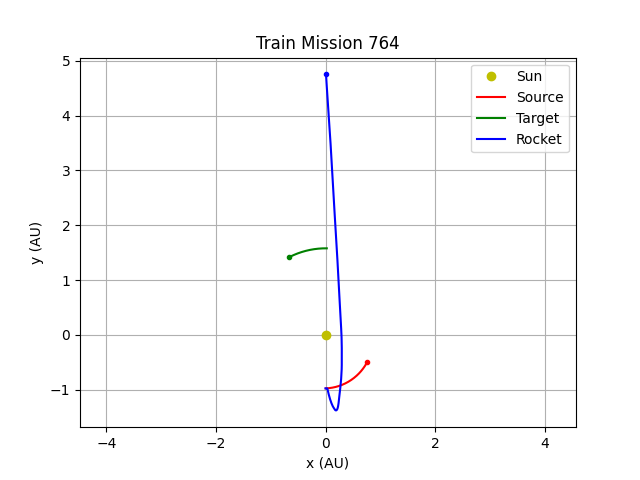 Train Mission 764
Sun
Source
Target
Rocket
5
4
3
2
1
0
−1
y (AU)
−4
−2
0
2
4
x (AU)